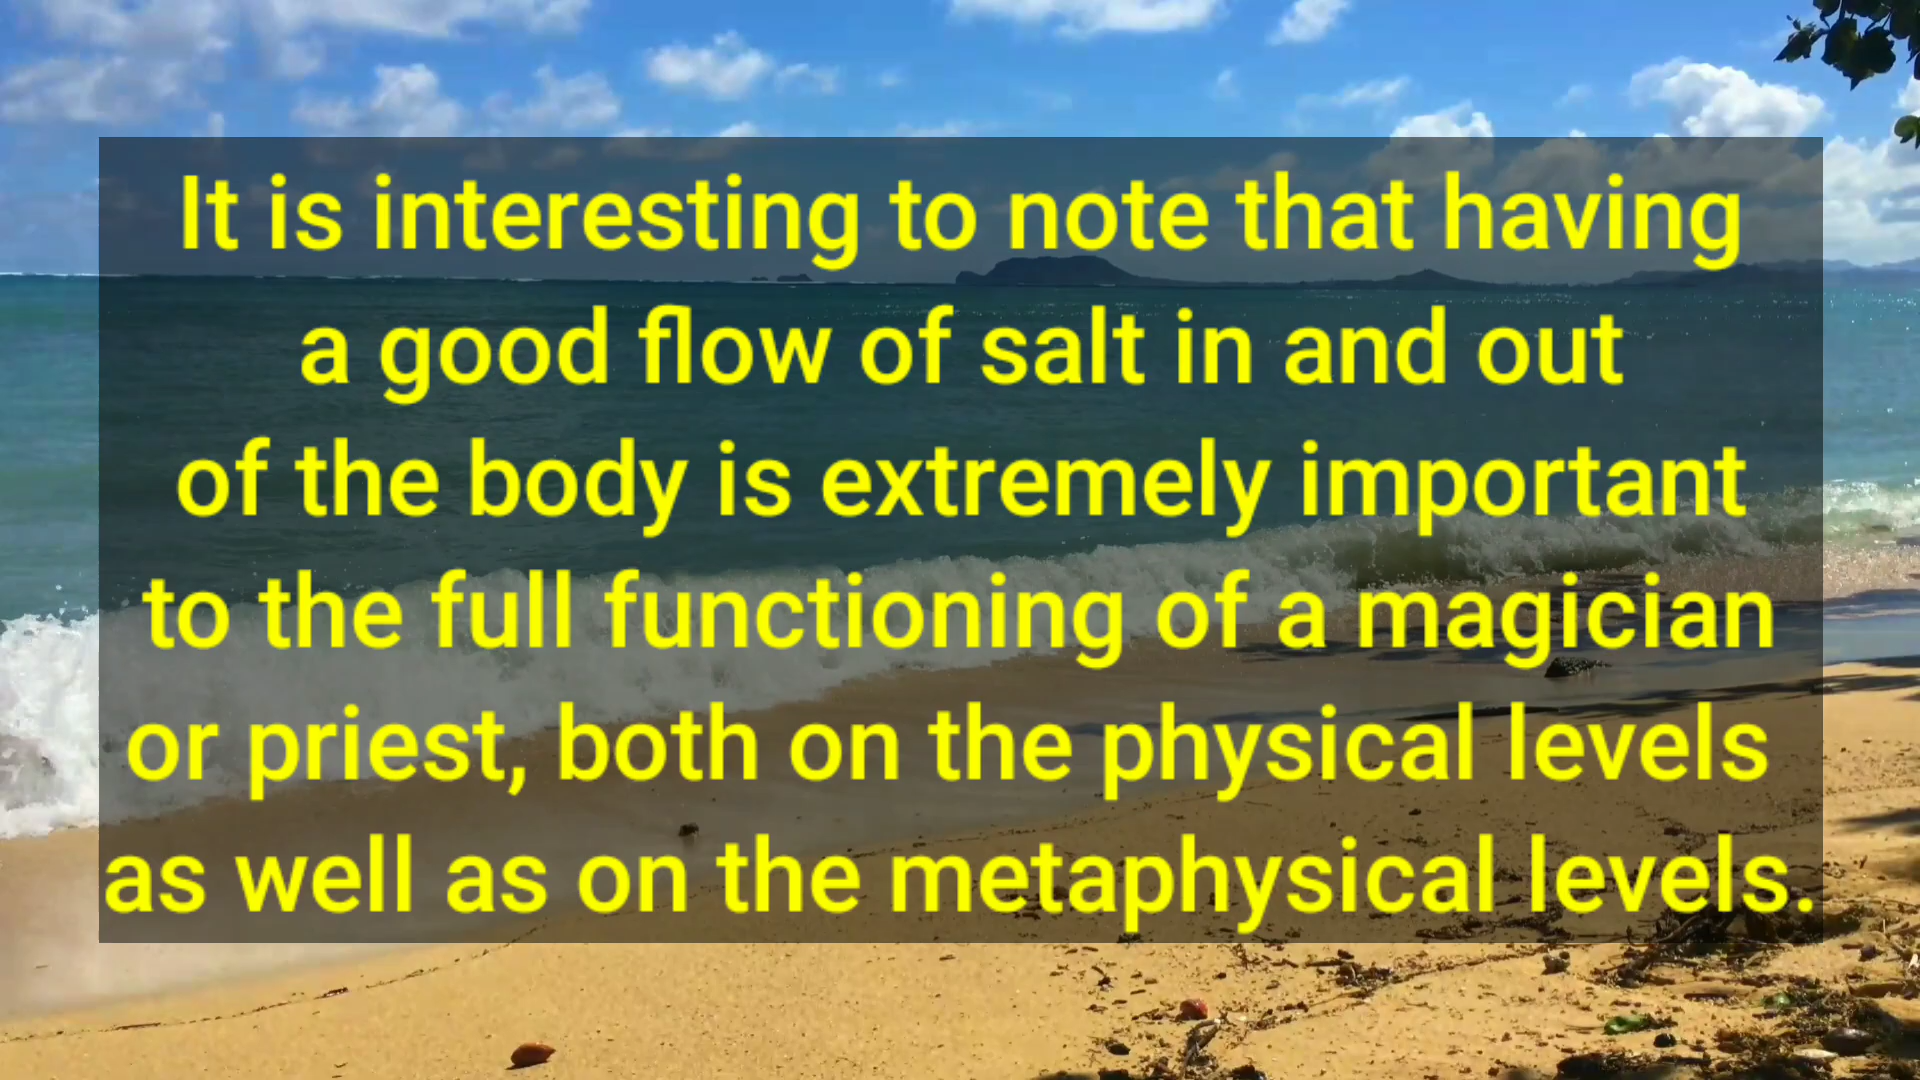 It is interesting to note that having
a good flow of salt in and out
of the body is extremely important
to the full functioning of a magician
or priest, both on the physical levels
as well as on the metaphysical levels.